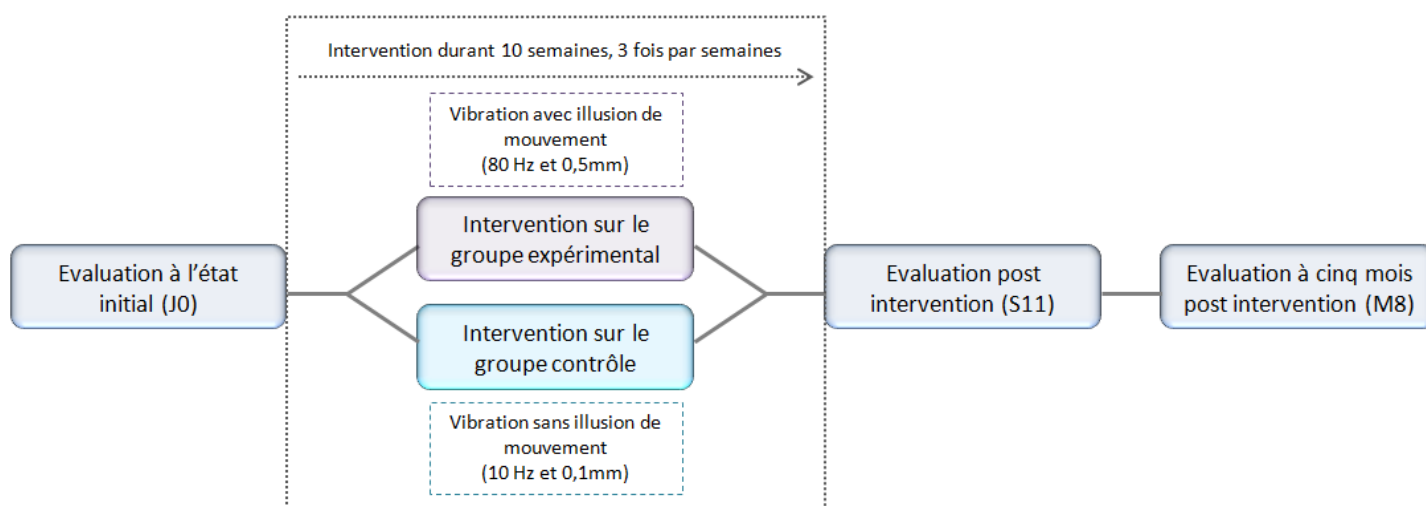 Intervention durant 10 semaines, 3 fois par semaines
Vibration avec illusion de
mouvement
(80 Hz et 0,5mm)
Intervention sur le
groupe expérimental
Evaluation à l’état
initial (J0)
Evaluation post
intervention (S11)
Evaluation à cinq mois
post intervention (M8)
Intervention sur le
groupe contrôle
Vibration sans illusion de
mouvement
(10 Hz et 0,1mm)